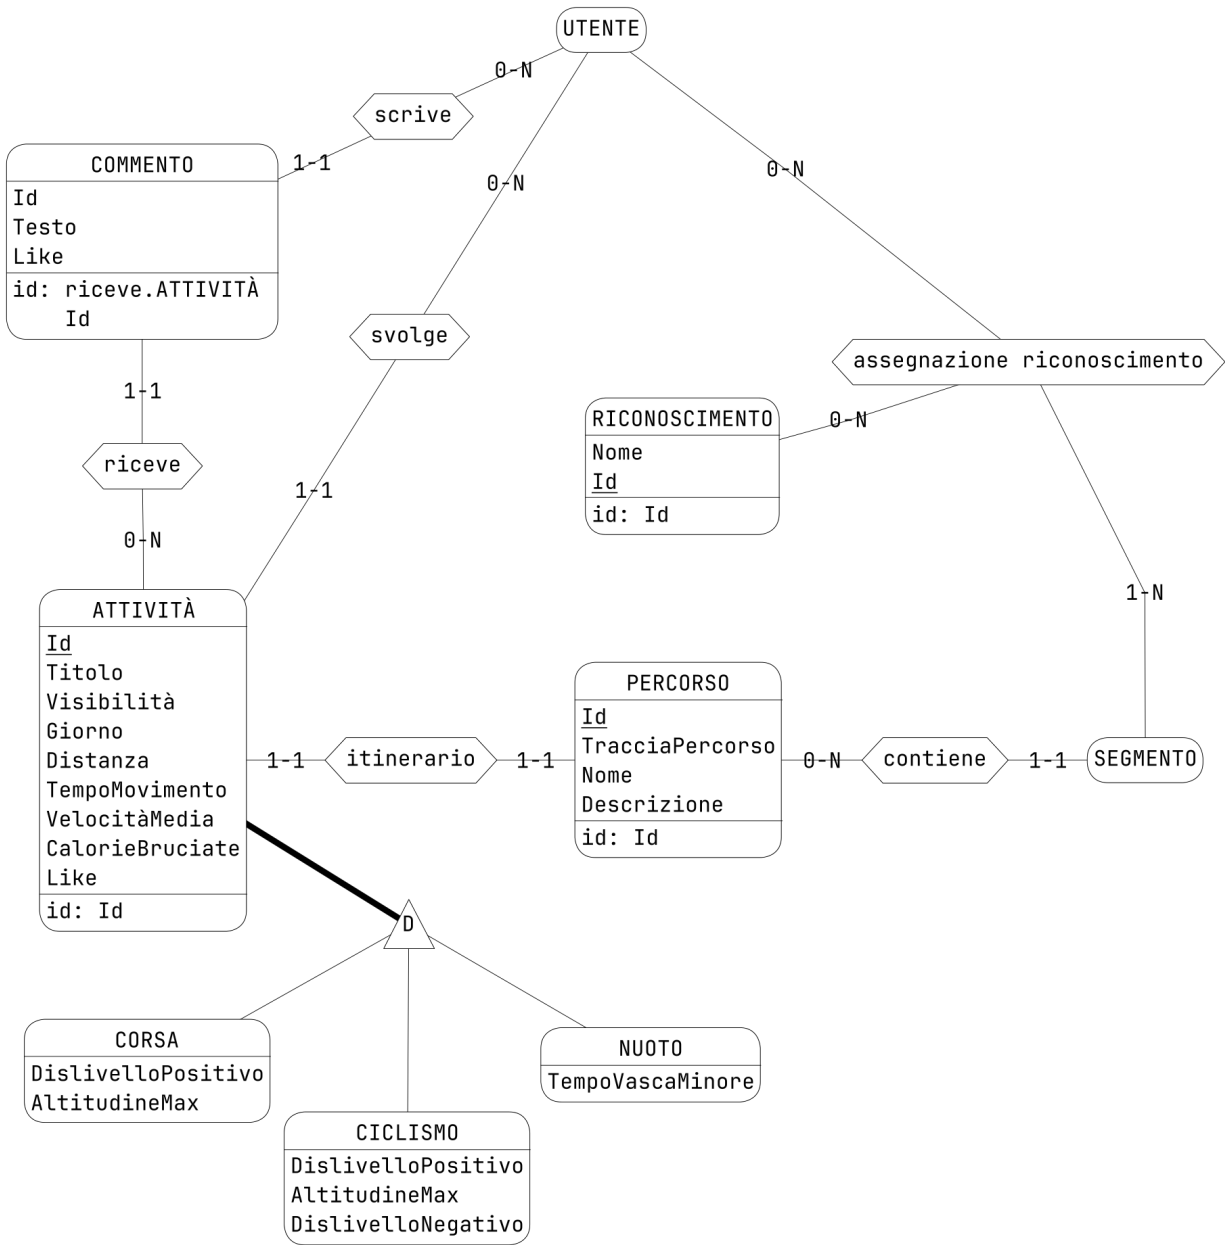 UTENTE
0-N
scrive
1-1
COMMENTO
Id
Testo
Like
id: riceve.ATTIVITÀ
Id
0-N
0-N
svolge
assegnazione riconoscimento
1-1
RICONOSCIMENTO
0-N
Nome
Id
id: Id
riceve
1-1
0-N
1-N
ATTIVITÀ
Id
Titolo
Visibilità
Giorno
Distanza
TempoMovimento
VelocitàMedia
CalorieBruciate
Like
id: Id
1-1
itinerario
1-1
PERCORSO
Id
TracciaPercorso
Nome
Descrizione
id: Id
0-N
contiene
1-1
SEGMENTO
D
CORSA
DislivelloPositivo
AltitudineMax
CICLISMO
DislivelloPositivo
AltitudineMax
DislivelloNegativo
NUOTO
TempoVascaMinore